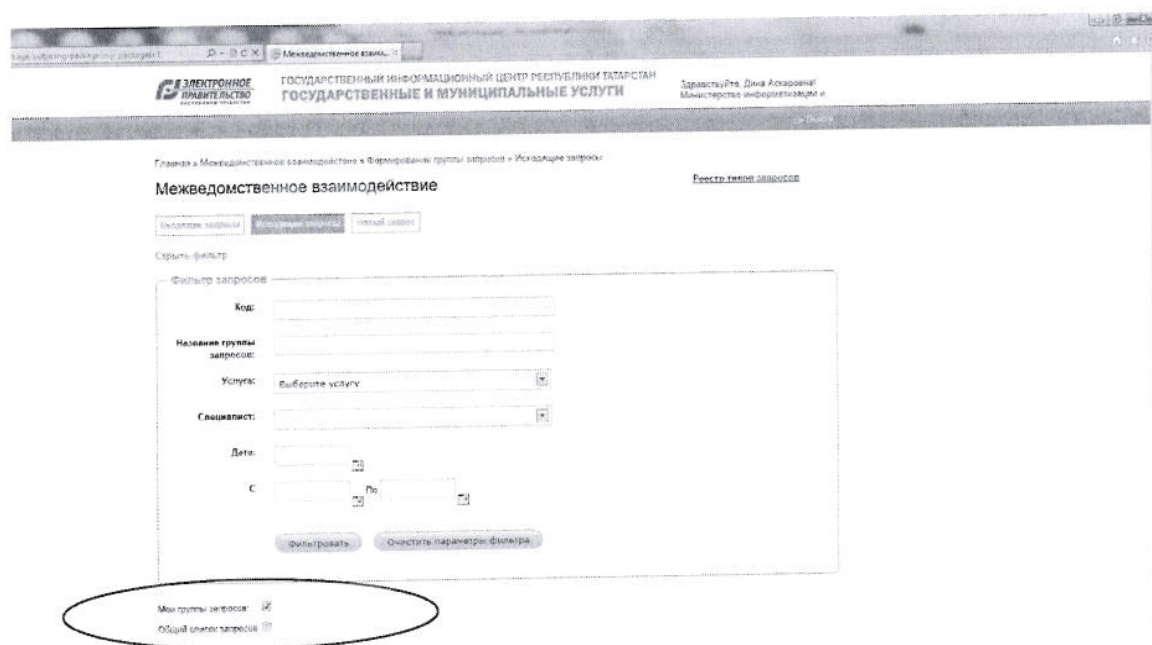 Межведомственное взаим...
ЭЛЕКТРОННОЕ
ПРАВИТЕЛЬСТВО
ГОСУДАРСТВЕННЫЙ ИНФОРМАЦИОННЫЙ ЦЕНТР РЕСПУБЛИКИ ТАТАРСТАН
ГОСУДАРСТВЕННЫЕ И МУНИЦИПАЛЬНЫЕ УСЛУГИ
Здравствуйте, Дина Аскаровна!
Министерство информатизации и
Главная » Межведомственное взаимодействие » Формирование группы запросов » Исходящие запросы
Межведомственное взаимодействие
Реестр типов запросов
Входящие запросы
Исходящие запросы
Новый запрос
Скрыть фильтр
Фильтр запросов
Код:
Название группы
запросов:
Услуга:
Выберите услугу
Специалист:
Дата:
С
По
Фильтровать
Очистить параметры фильтра
Мои группы запросов:
Общий список запросов